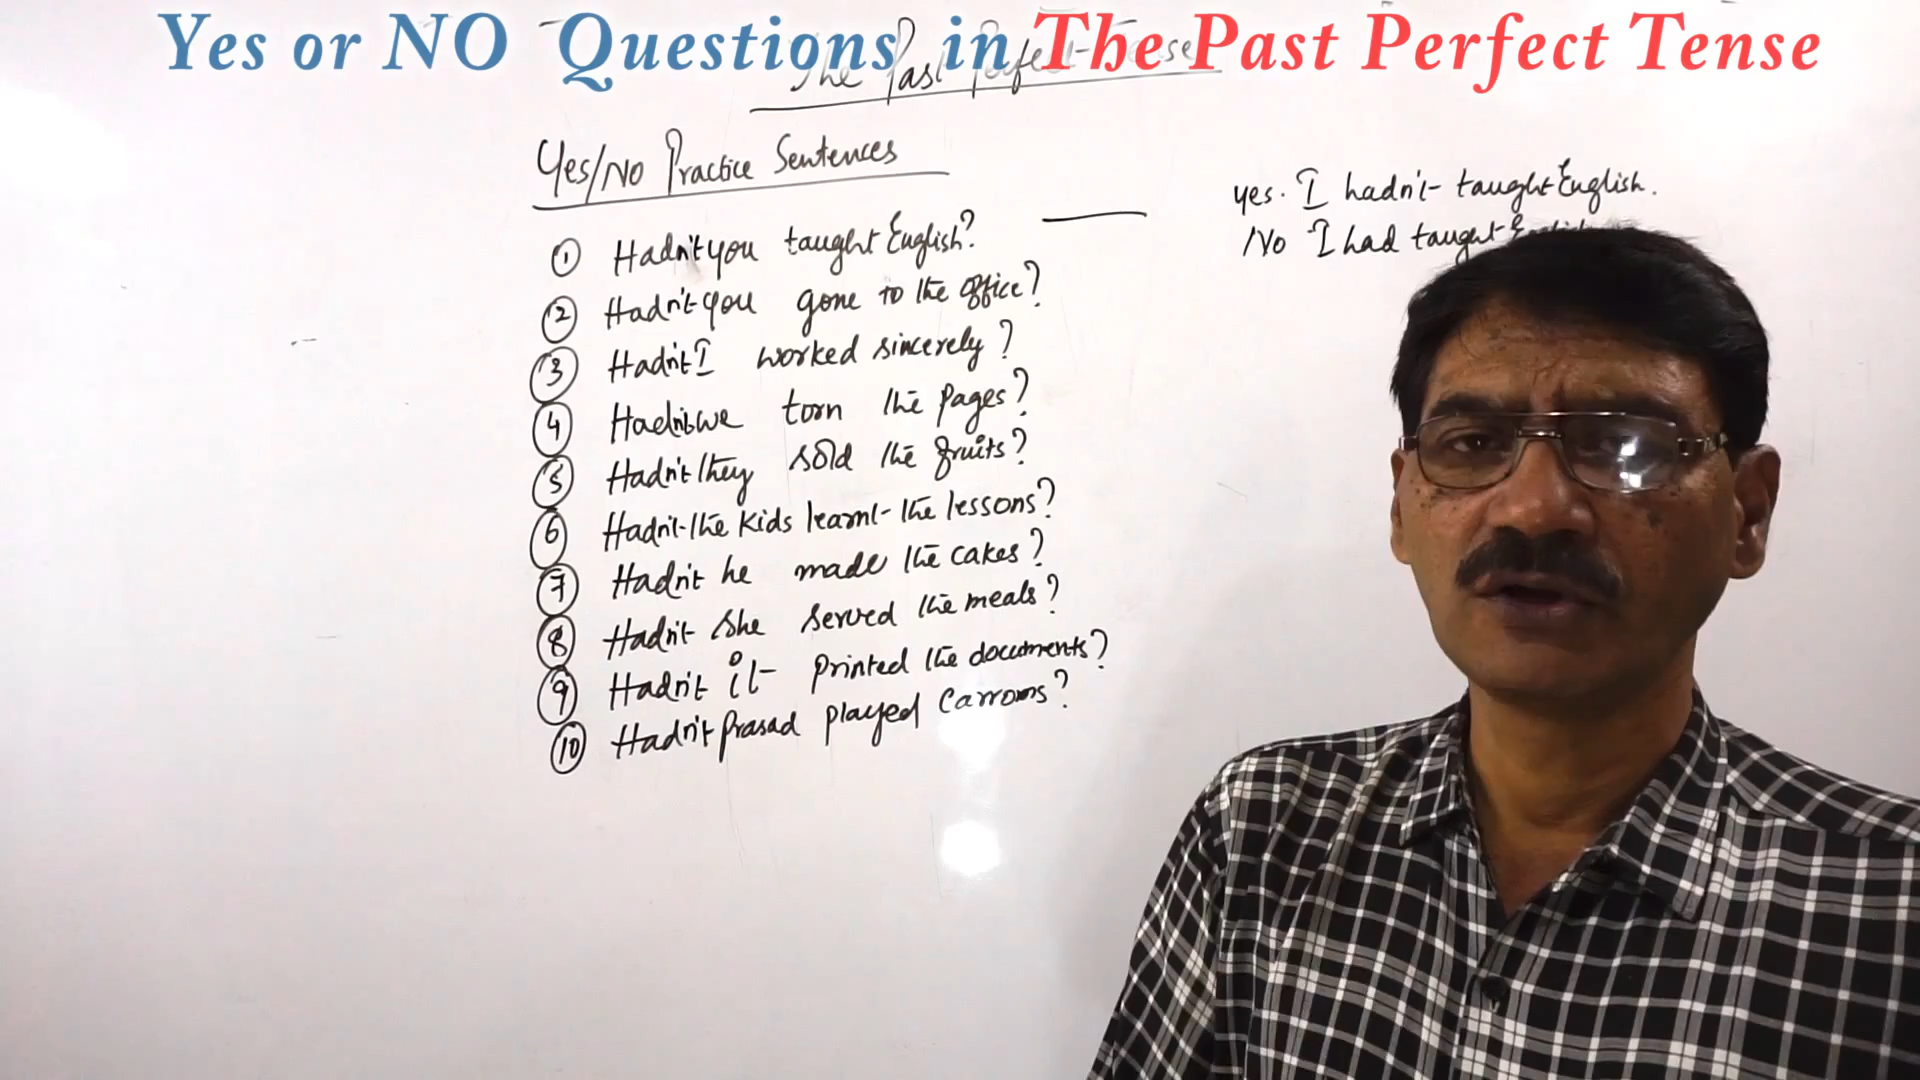 Yes or NO Questions in The Past Perfect Tense
The Past Perfect Tense
Yes/No Practice Sentences
yes. I hadn't taught English.
No I had taught
① Hadn't you taught English?
② Hadn't you gone to the office?
③ Hadn't I worked sincerely?
④ Hadn't we torn the pages?
⑤ Hadn't they sold the fruits?
⑥ Hadn't the kids learnt the lessons?
⑦ Hadn't he made the cakes?
⑧ Hadn't she served the meals?
⑨ Hadn't it printed the documents?
⑩ Hadn't Prasad played Carroms?